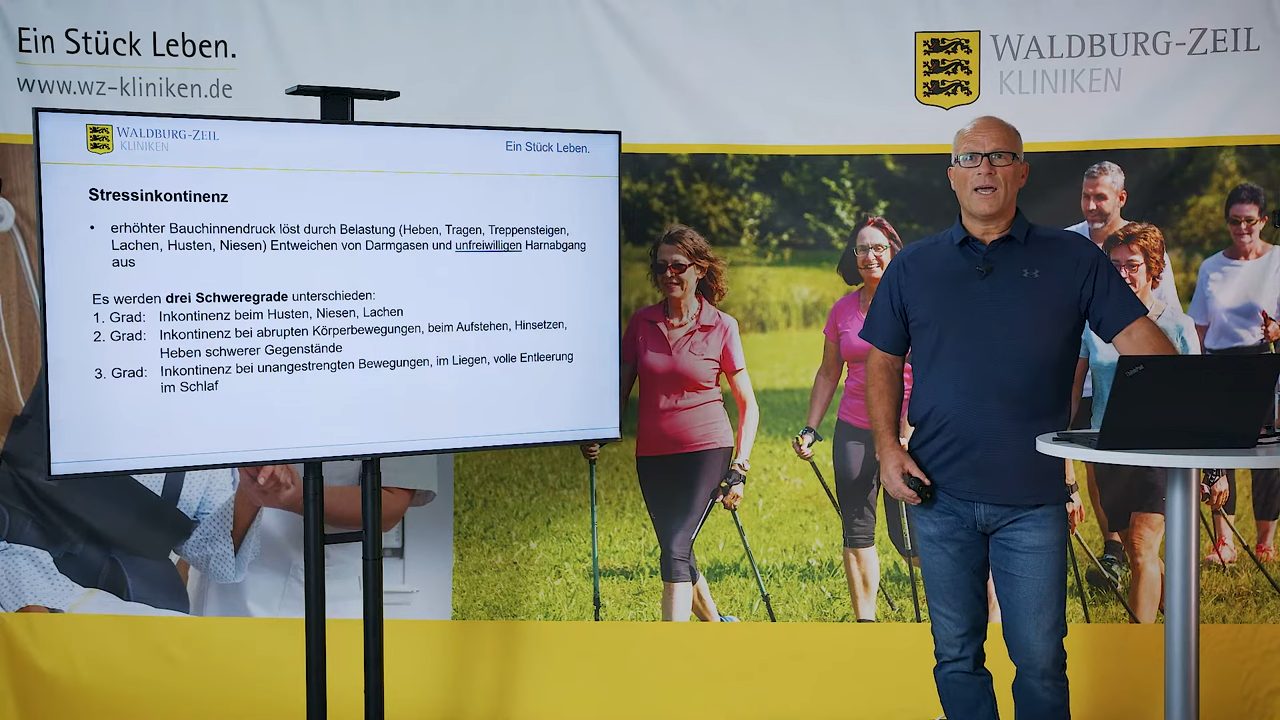 Ein Stück Leben.
www.wz-kliniken.de
WALDBURG-ZEIL
KLINIKEN
WALDBURG-ZEIL
KLINIKEN
Ein Stück Leben.
Stressinkontinenz
• erhöhter Bauchinnendruck löst durch Belastung(Heben, Tragen, Treppensteigen,
Lachen, Husten, Niesen) Entweichen von Darmgasen und unfreiwilligen Harnabgang
aus
Es werden drei Schweregrade unterschieden:
1. Grad: Inkontinenz beim Husten, Niesen, Lachen
2. Grad: Inkontinenz bei abrupten Körperbewegungen, beim Aufstehen, Hinsetzen,
Heben schwerer Gegenstände
3. Grad: Inkontinenz bei unangestrengten Bewegungen, im Liegen, volle Entleerung
im Schlaf
ThinkPad